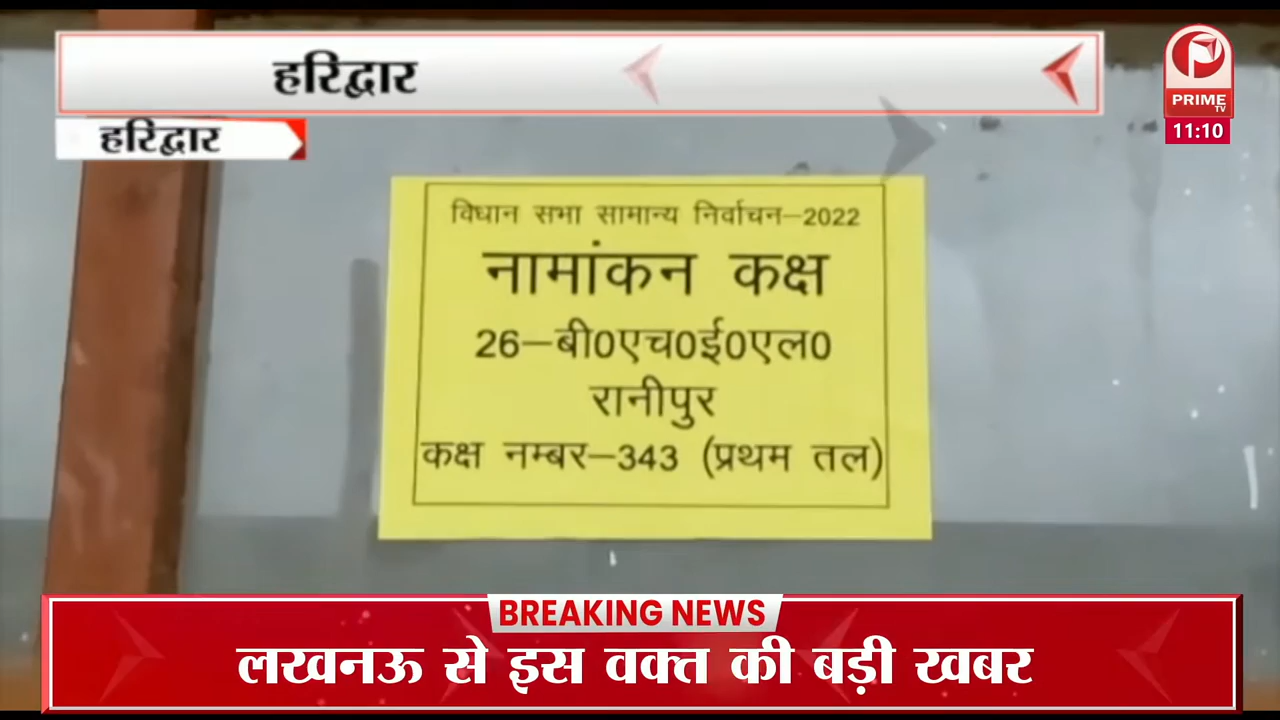 हरिद्वार
PRIME
TV
11:10
हरिद्वार
विधान सभा सामान्य निर्वाचन–2022
नामांकन कक्ष
26–बी0एच0ई0एल0
रानीपुर
कक्ष नम्बर–343 (प्रथम तल)
BREAKING NEWS
लखनऊ से इस वक्त की बड़ी खबर